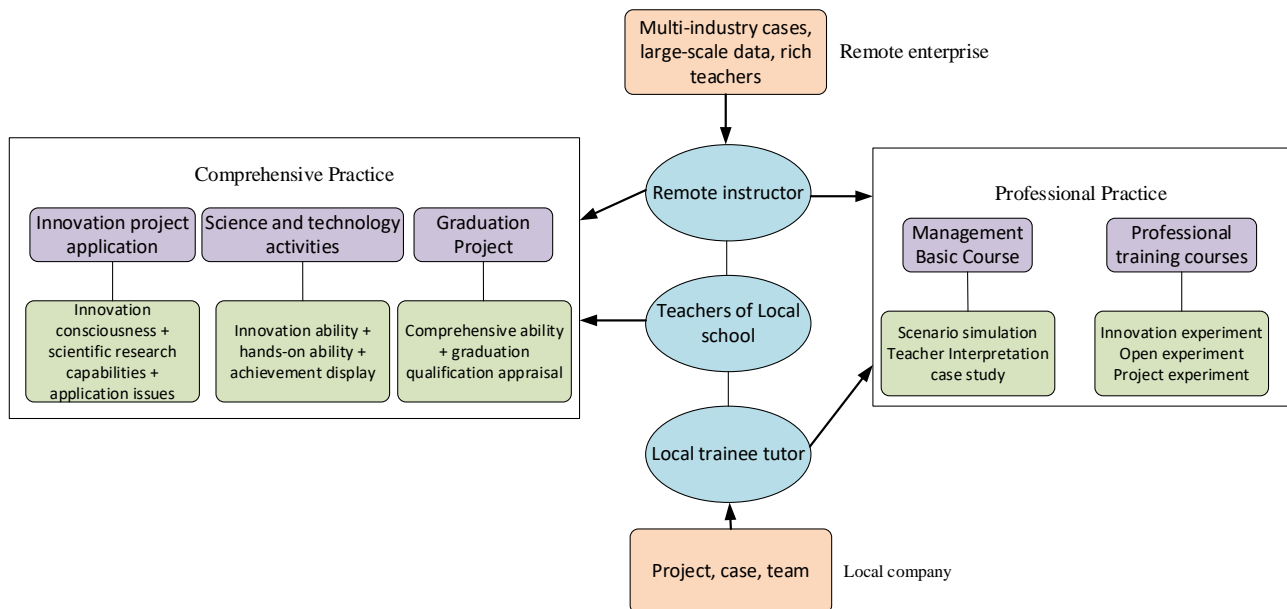 Multi-industry cases,
large-scale data, rich
teachers
Remote enterprise
Comprehensive Practice
Innovation project
application
Science and technology
activities
Graduation
Project
Innovation
consciousness +
scientific research
capabilities +
application issues
Innovation ability +
hands-on ability +
achievement display
Comprehensive ability
+ graduation
qualification appraisal
Remote instructor
Teachers of Local
school
Local trainee tutor
Professional Practice
Management
Basic Course
Professional
training courses
Scenario simulation
Teacher Interpretation
case study
Innovation experiment
Open experiment
Project experiment
Project, case, team
Local company